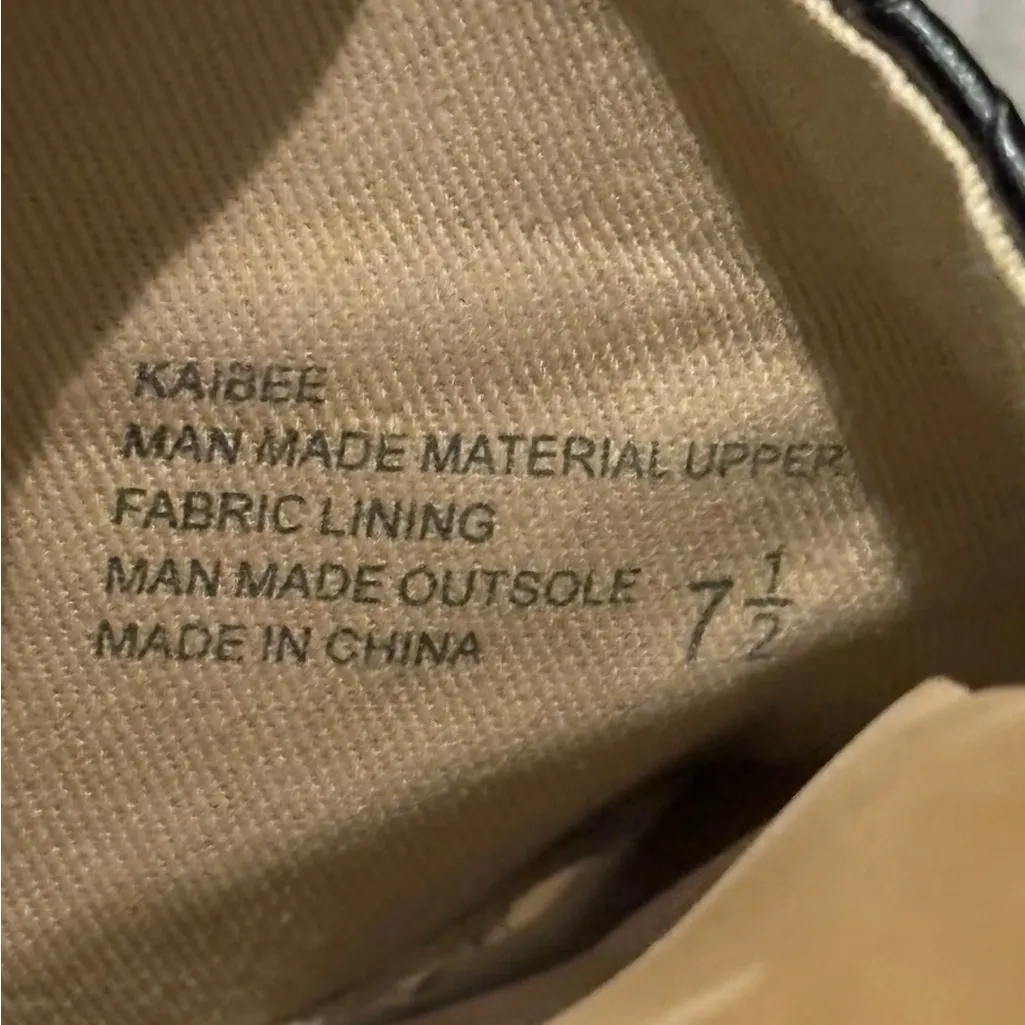 KAIBEE
MAN MADE MATERIAL UPPER
FABRIC LINING
MAN MADE OUTSOLE 7 1/2
MADE IN CHINA